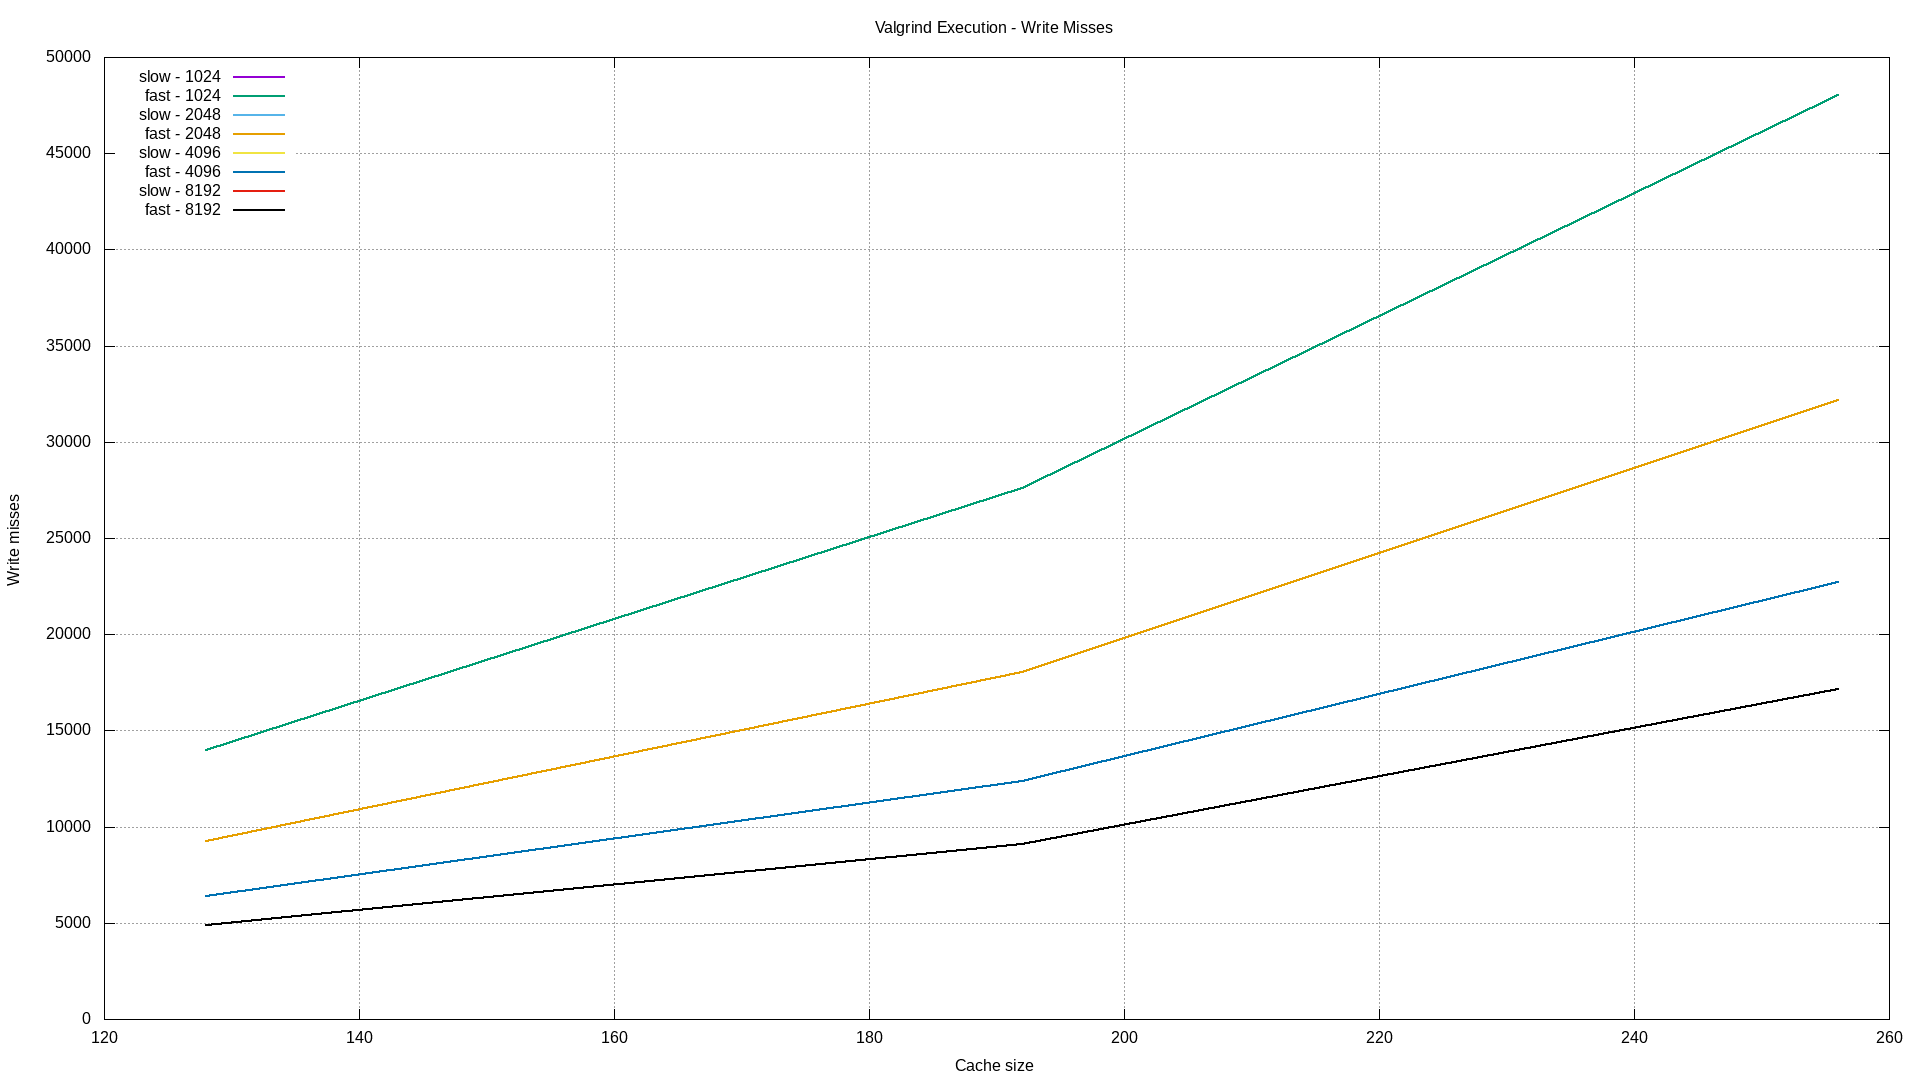 Valgrind Execution - Write Misses
50000
45000
40000
35000
30000
25000
20000
15000
10000
5000
0
slow - 1024
fast - 1024
slow - 2048
fast - 2048
slow - 4096
fast - 4096
slow - 8192
fast - 8192
Write misses
120 140 160 180 200 220 240 260
Cache size